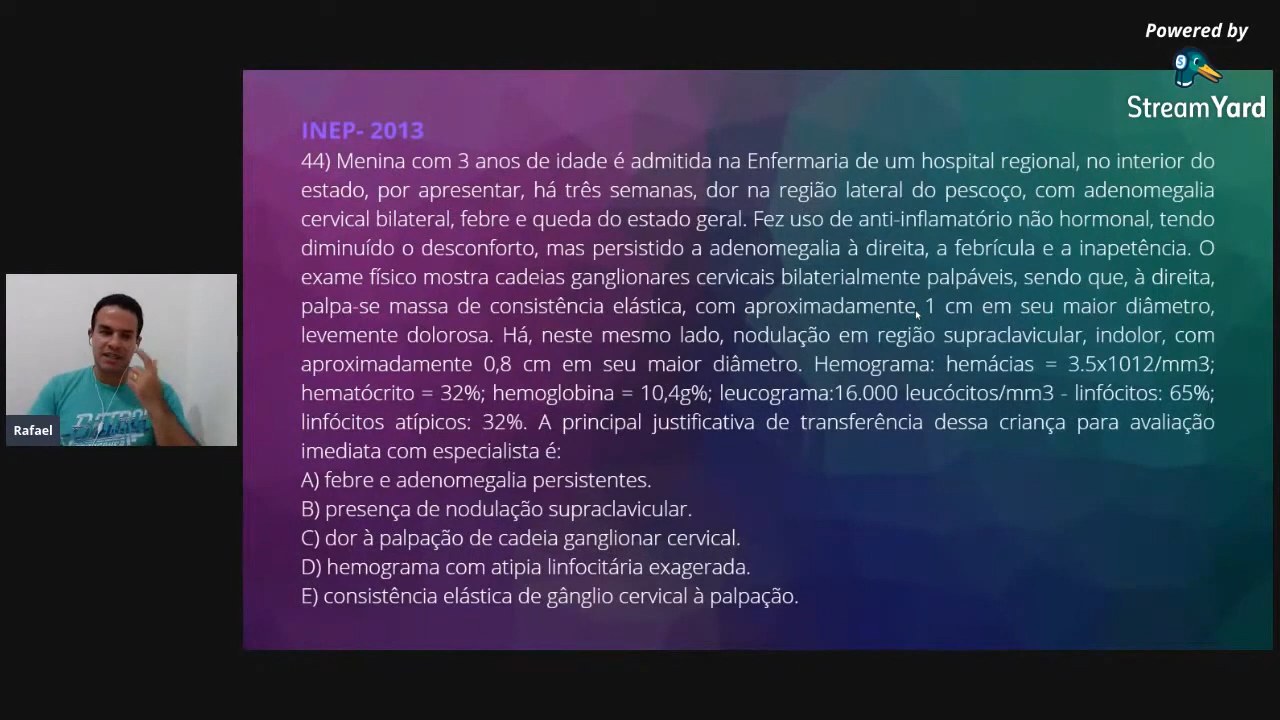 Powered by
StreamYard
INEP- 2013
44) Menina com 3 anos de idade é admitida na Enfermaria de um hospital regional, no interior do
estado, por apresentar, há três semanas, dor na região lateral do pescoço, com adenomegalia
cervical bilateral, febre e queda do estado geral. Fez uso de anti-inflamatório não hormonal, tendo
diminuído o desconforto, mas persistido a adenomegalia à direita, a febrícula e a inapetência. O
exame físico mostra cadeias ganglionares cervicais bilaterialmente palpáveis, sendo que, à direita,
palpa-se massa de consistência elástica, com aproximadamente 1 cm em seu maior diâmetro,
levemente dolorosa. Há, neste mesmo lado, nodulação em região supraclavicular, indolor, com
aproximadamente 0,8 cm em seu maior diâmetro. Hemograma: hemácias = 3.5x1012/mm3;
hematócrito = 32%; hemoglobina = 10,4g%; leucograma:16.000 leucócitos/mm3 - linfócitos: 65%;
linfócitos atípicos: 32%. A principal justificativa de transferência dessa criança para avaliação
imediata com especialista é:
A) febre e adenomegalia persistentes.
B) presença de nodulação supraclavicular.
C) dor à palpação de cadeia ganglionar cervical.
D) hemograma com atipia linfocitária exagerada.
E) consistência elástica de gânglio cervical à palpação.
Rafael